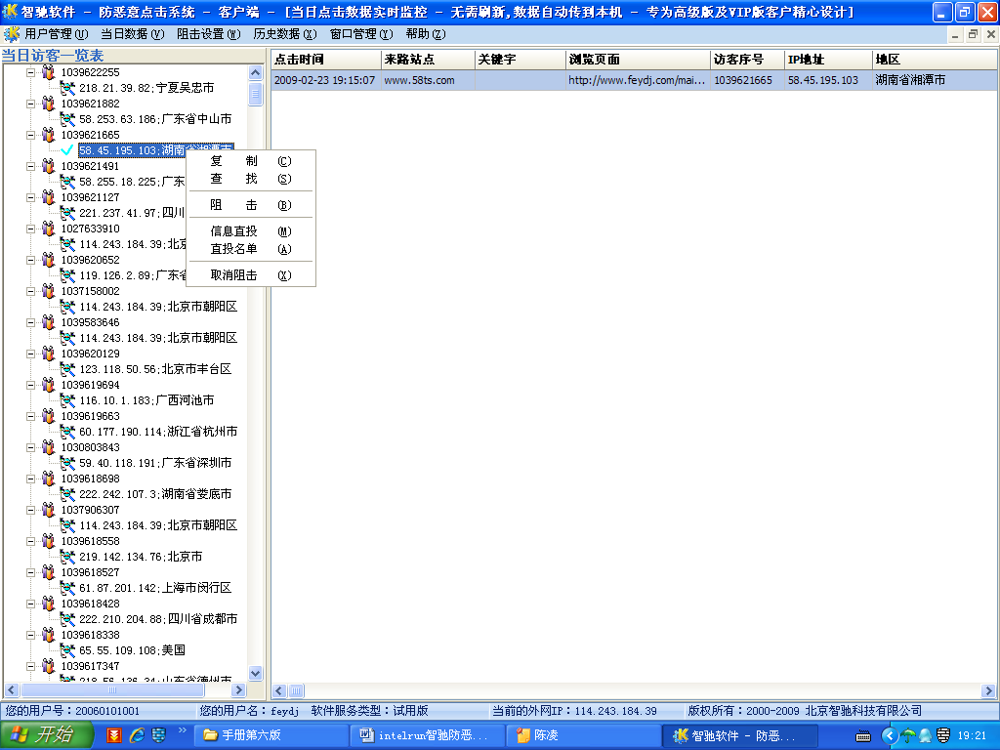 智驰软件 - 防恶意点击系统 - 客户端 - [当日点击数据实时监控 - 无需刷新,数据自动传到本机 - 专为高级版及VIP版客户精心设计]
用户管理(U) 当日数据(V) 阻击设置(W) 历史数据(X) 窗口管理(Y) 帮助(Z)
当日访客一览表
点击时间 来路站点 关键字 浏览页面 访客序号 IP地址 地区
2009-02-23 19:15:07 www.58ts.com http://www.feydj.com/mai... 1039621665 58.45.195.103 湖南省湘潭市
1039622255
218.21.39.82;宁夏吴忠市
1039621882
58.253.63.186;广东省中山市
1039621665
58.45.195.103;湖南省湘潭市
1039621491
58.255.18.225;广东
1039621127
221.237.41.97;四川
1027633910
114.243.184.39;北京
1039620652
119.126.2.89;广东省
1037158002
114.243.184.39;北京市朝阳区
1039583646
114.243.184.39;北京市朝阳区
1039620129
123.118.50.56;北京市丰台区
1039619694
116.10.1.183;广西河池市
1039619663
60.177.190.114;浙江省杭州市
1030803843
59.40.118.191;广东省深圳市
1039618698
222.242.107.3;湖南省娄底市
1037906307
114.243.184.39;北京市朝阳区
1039618558
219.142.134.76;北京市
1039618527
61.87.201.142;上海市闵行区
1039618428
222.210.204.88;四川省成都市
1039618338
65.55.109.108;美国
1039617347
218.56.136.34;山东省德州市
复 制 (C)
查 找 (S)
阻 击 (B)
信息直投 (M)
直投名单 (A)
取消阻击 (X)
您的用户号：20060101001 您的用户名：feydj 软件服务类型：试用版 当前的外网IP：114.243.184.39 版权所有：2000-2009 北京智驰科技有限公司
开始 手册第六版 intelrun智驰防恶... 陈凌 智驰软件 - 防恶... 19:21